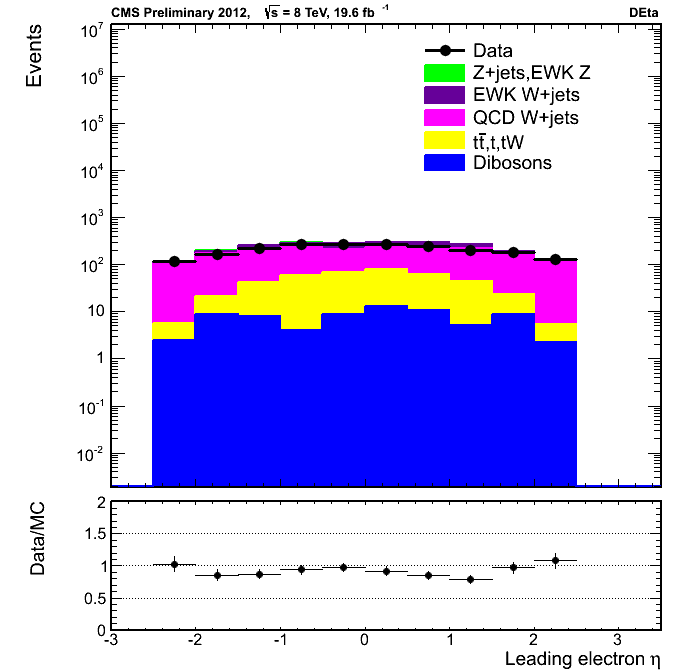 CMS Preliminary 2012, √s = 8 TeV, 19.6 fb⁻¹ DEta
Events
10⁷
10⁶
10⁵
10⁴
10³
10²
10
1
10⁻¹
10⁻²
Data
Z+jets,EWK Z
EWK W+jets
QCD W+jets
tt̅,t,tW
Dibosons
Data/MC
2
1.5
1
0.5
0
-3 -2 -1 0 1 2 3
Leading electron η